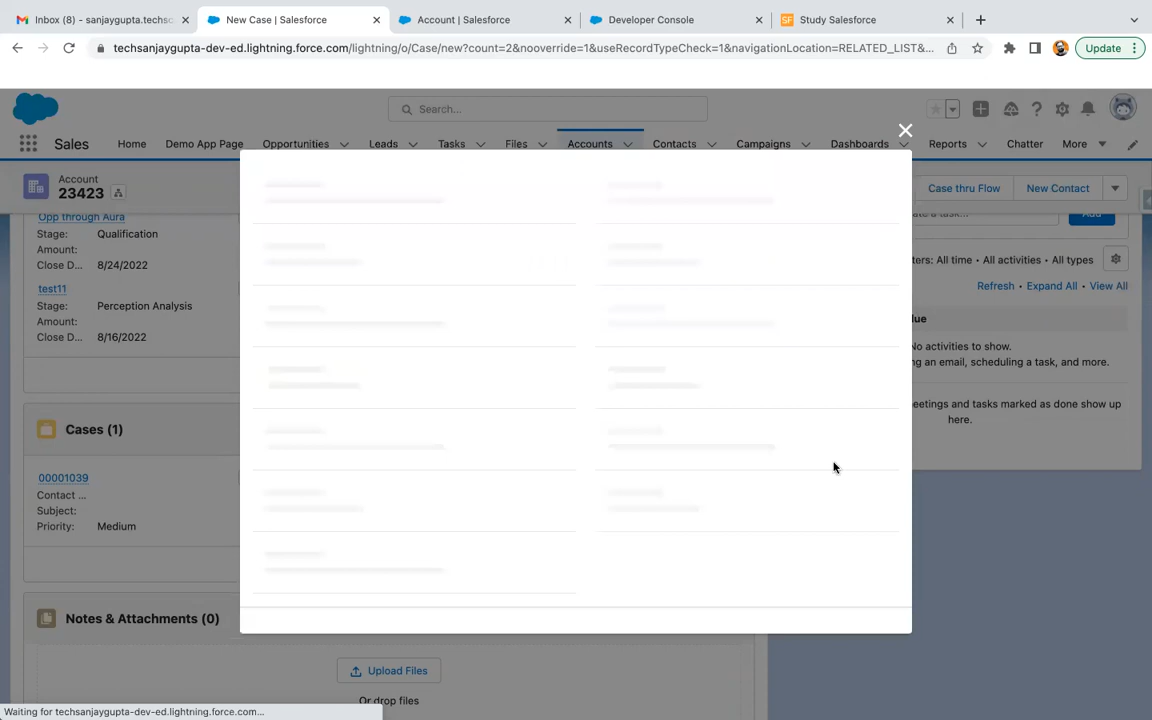 Inbox (8) - sanjaygupta.techsc
New Case | Salesforce
Account | Salesforce
Developer Console
SF
Study Salesforce
techsanjaygupta-dev-ed.lightning.force.com/lightning/o/Case/new?count=2&nooverride=1&useRecordTypeCheck=1&navigationLocation=RELATED_LIST&...
Update
Search...
Sales
Home
Demo App Page
Opportunities
Leads
Tasks
Files
Accounts
Contacts
Campaigns
Dashboards
Reports
Chatter
More
Account
23423
Case thru Flow
New Contact
Opp through Aura
Stage: Qualification
Amount:
Close D... 8/24/2022
test11
Stage: Perception Analysis
Amount:
Close D... 8/16/2022
Cases (1)
00001039
Contact ...
Subject:
Priority: Medium
Notes & Attachments (0)
Upload Files
Or drop files
a task...
Add
ters: All time • All activities • All types
Refresh • Expand All • View All
lue
No activities to show.
ng an email, scheduling a task, and more.
eetings and tasks marked as done show up
here.
Waiting for techsanjaygupta-dev-ed.lightning.force.com...